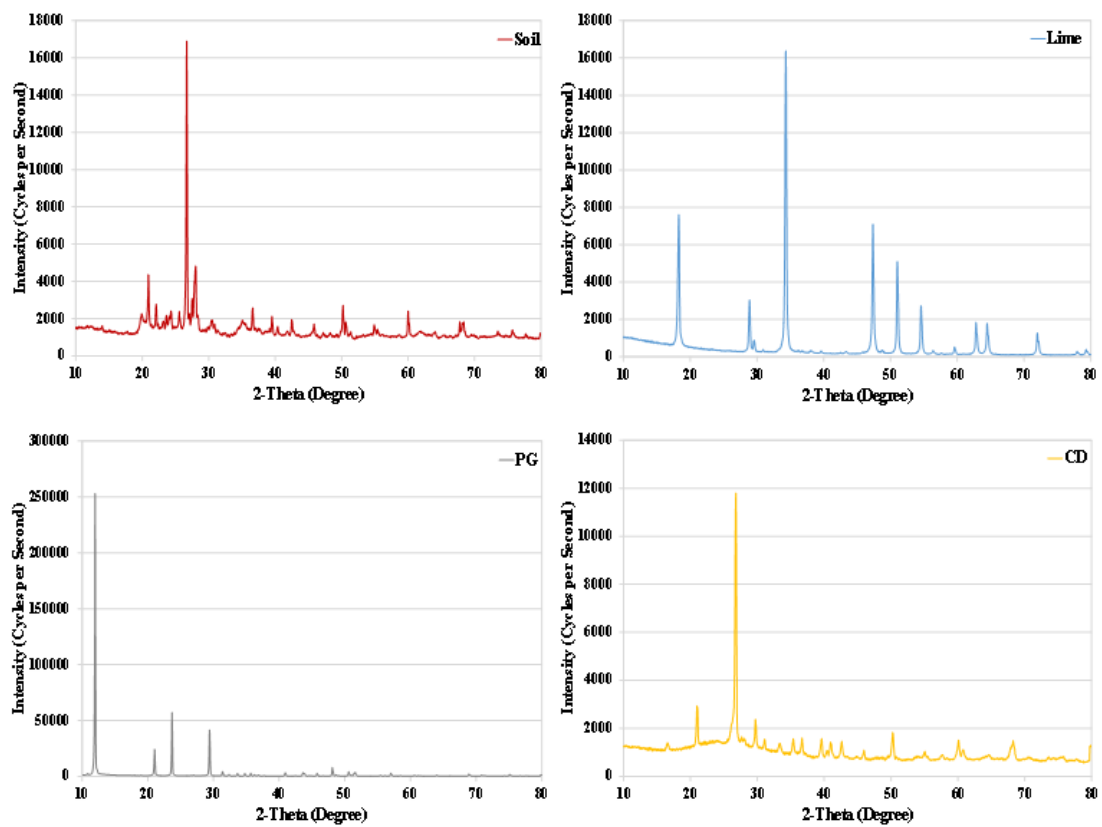 18000
Soil
16000
14000
12000
10000
8000
6000
4000
2000
0
Intensity (Cycles per Second)
10 20 30 40 50 60 70 80
2-Theta (Degree)
18000
Lime
16000
14000
12000
10000
8000
6000
4000
2000
0
Intensity (Cycles per Second)
10 20 30 40 50 60 70 80
2-Theta (Degree)
300000
PG
250000
200000
150000
100000
50000
0
Intensity (Cycles per Second)
10 20 30 40 50 60 70 80
2-Theta (Degree)
14000
CD
12000
10000
8000
6000
4000
2000
0
Intensity (Cycles per Second)
10 20 30 40 50 60 70 80
2-Theta (Degree)